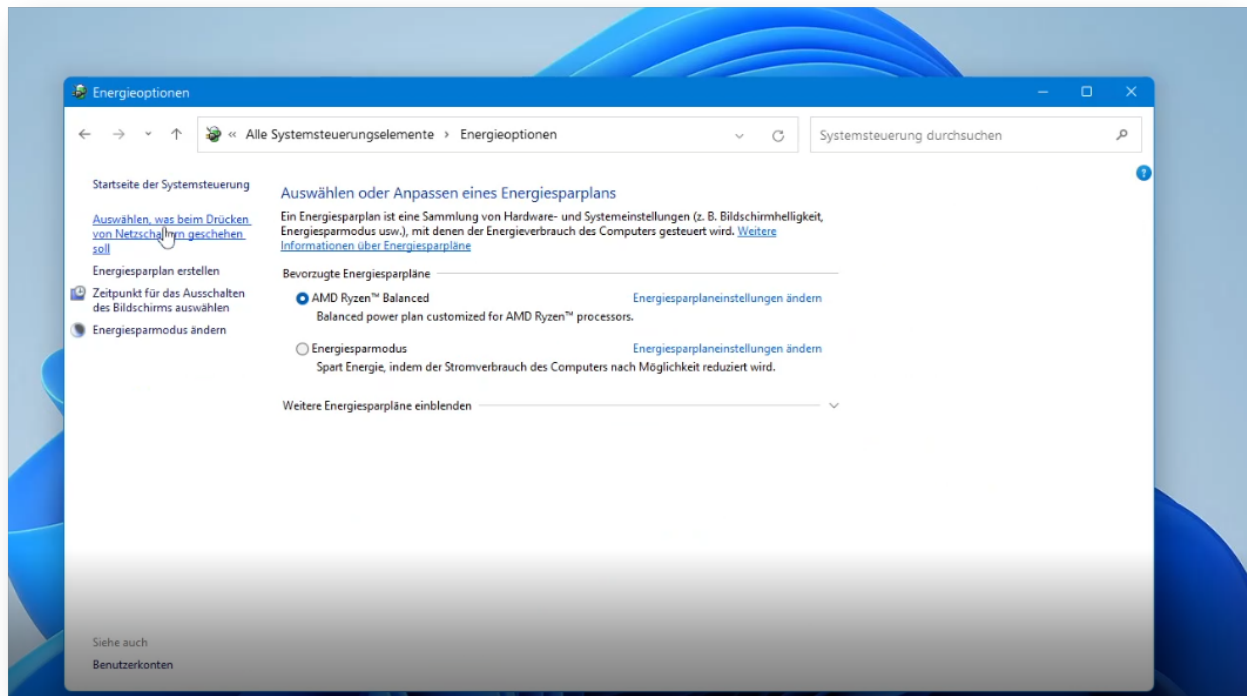 Energieoptionen
« Alle Systemsteuerungselemente › Energieoptionen
Systemsteuerung durchsuchen
Startseite der Systemsteuerung
Auswählen, was beim Drücken
von Netzschaltern geschehen
soll
Energiesparplan erstellen
Zeitpunkt für das Ausschalten
des Bildschirms auswählen
Energiesparmodus ändern
Auswählen oder Anpassen eines Energiesparplans
Ein Energiesparplan ist eine Sammlung von Hardware- und Systemeinstellungen (z. B. Bildschirmhelligkeit,
Energiesparmodus usw.), mit denen der Energieverbrauch des Computers gesteuert wird. Weitere
Informationen über Energiesparpläne
Bevorzugte Energiesparpläne
AMD Ryzen™ Balanced Energiesparplaneinstellungen ändern
Balanced power plan customized for AMD Ryzen™ processors.
Energiesparmodus Energiesparplaneinstellungen ändern
Spart Energie, indem der Stromverbrauch des Computers nach Möglichkeit reduziert wird.
Weitere Energiesparpläne einblenden
Siehe auch
Benutzerkonten